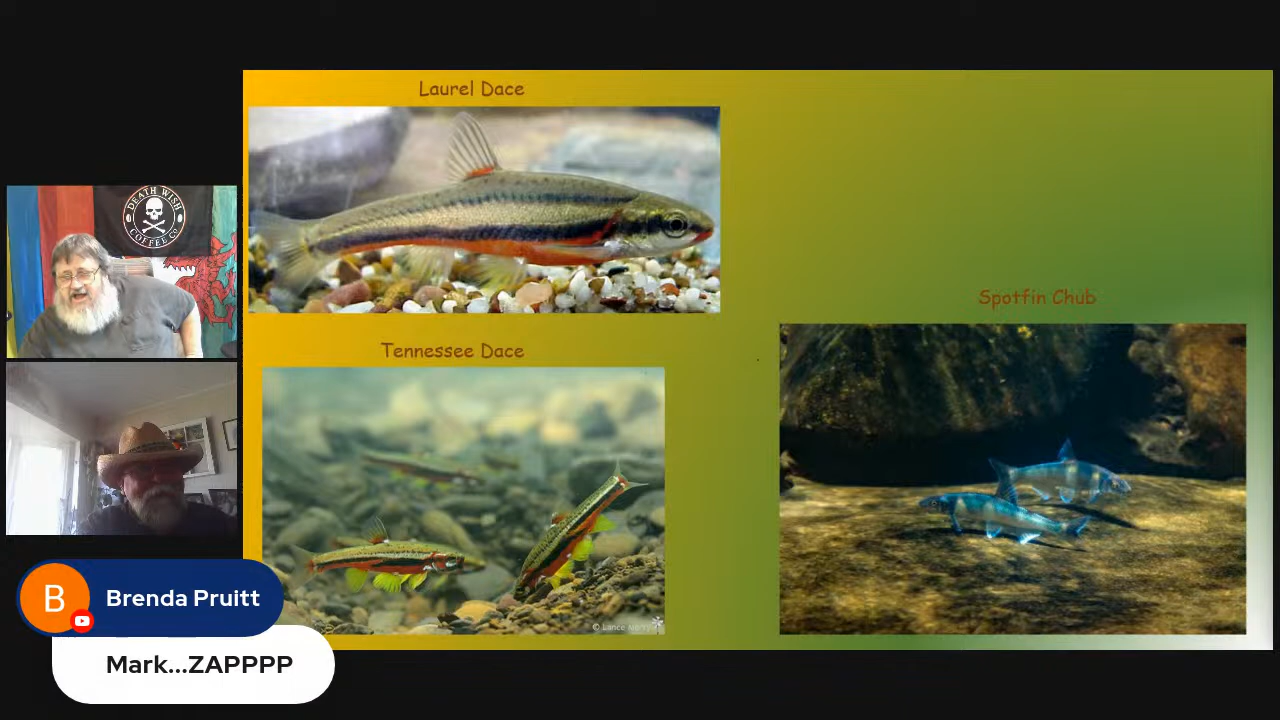 Laurel Dace
DEATH WISH
COFFEE CO
Spotfin Chub
Tennessee Dace
Brenda Pruitt
B
Mark...ZAPPPP